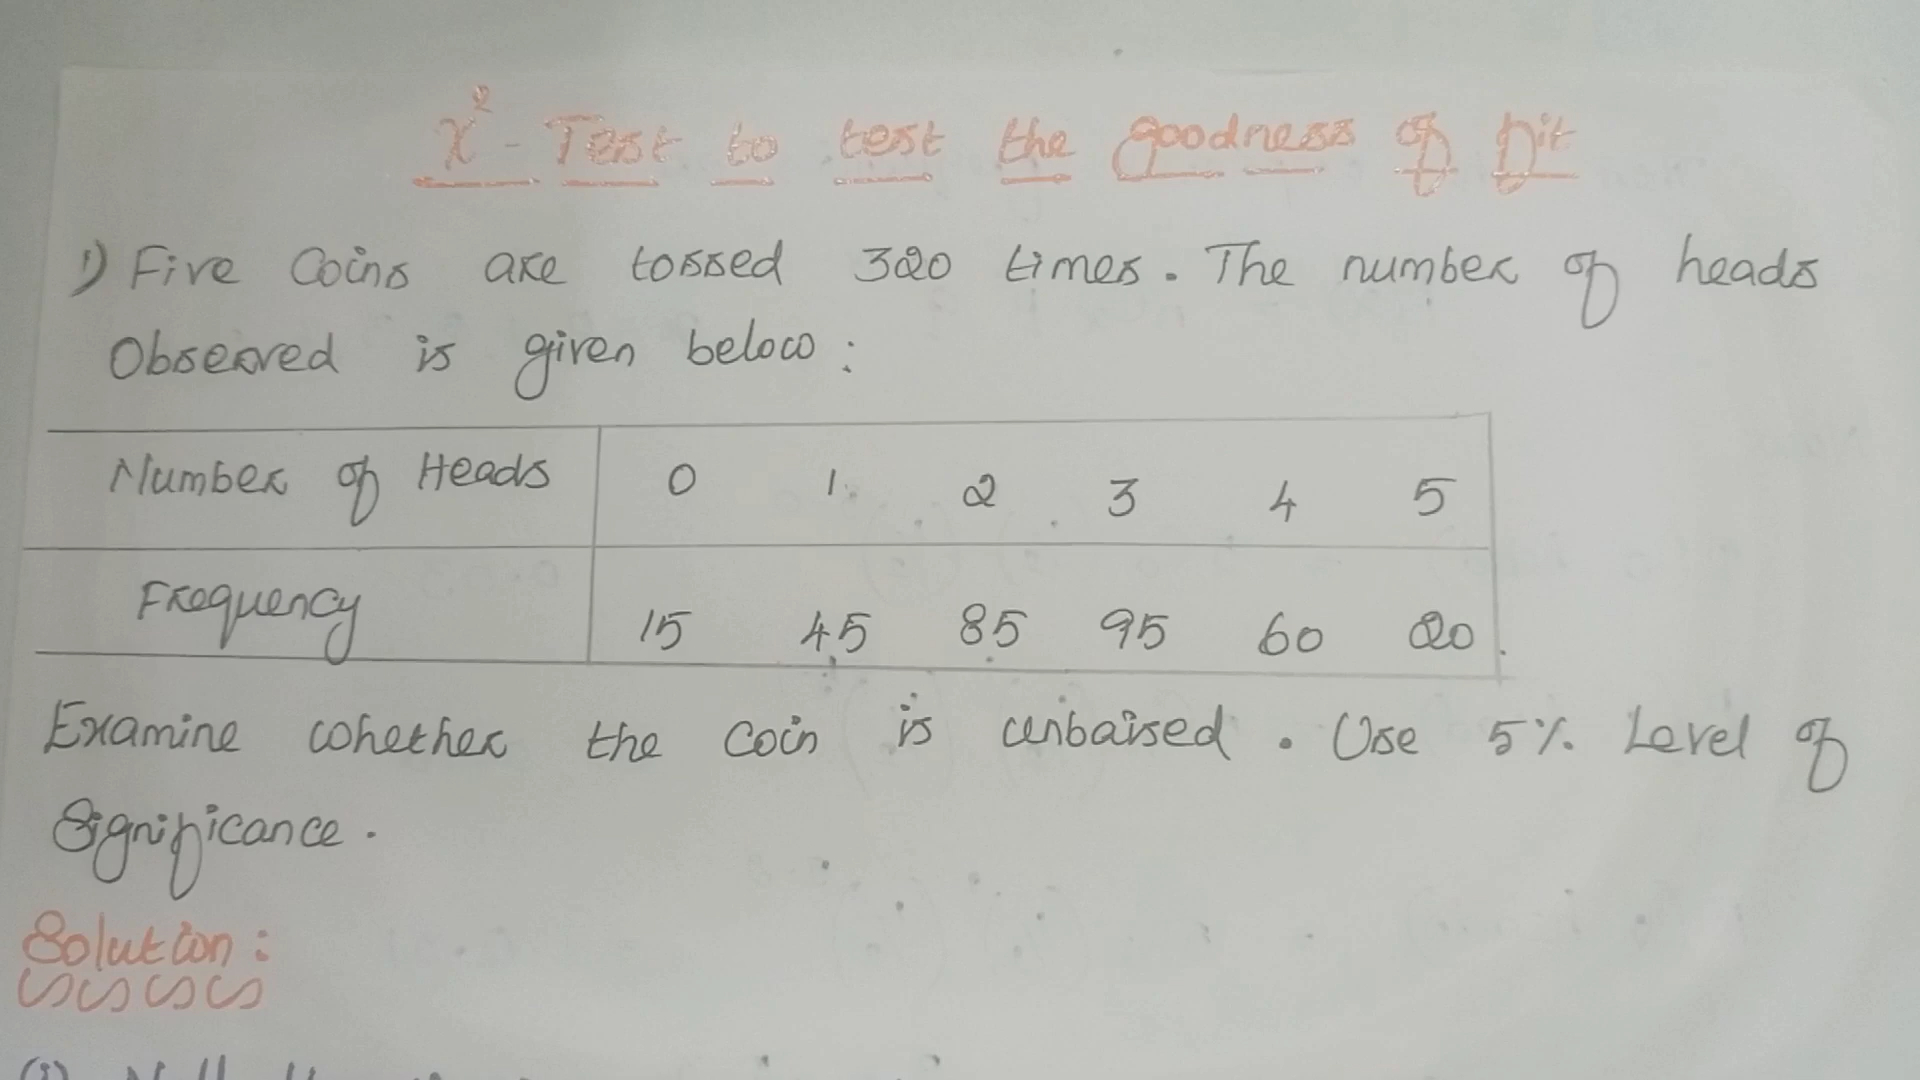 χ² - Test to test the goodness of fit
1) Five Coins are tossed 320 times. The number of heads
Observed is given below:
Number of Heads 0 1 2 3 4 5
Frequency 15 45 85 95 60 20
Examine whether the coin is unbaised. Use 5% Level of
Significance.
Solution: